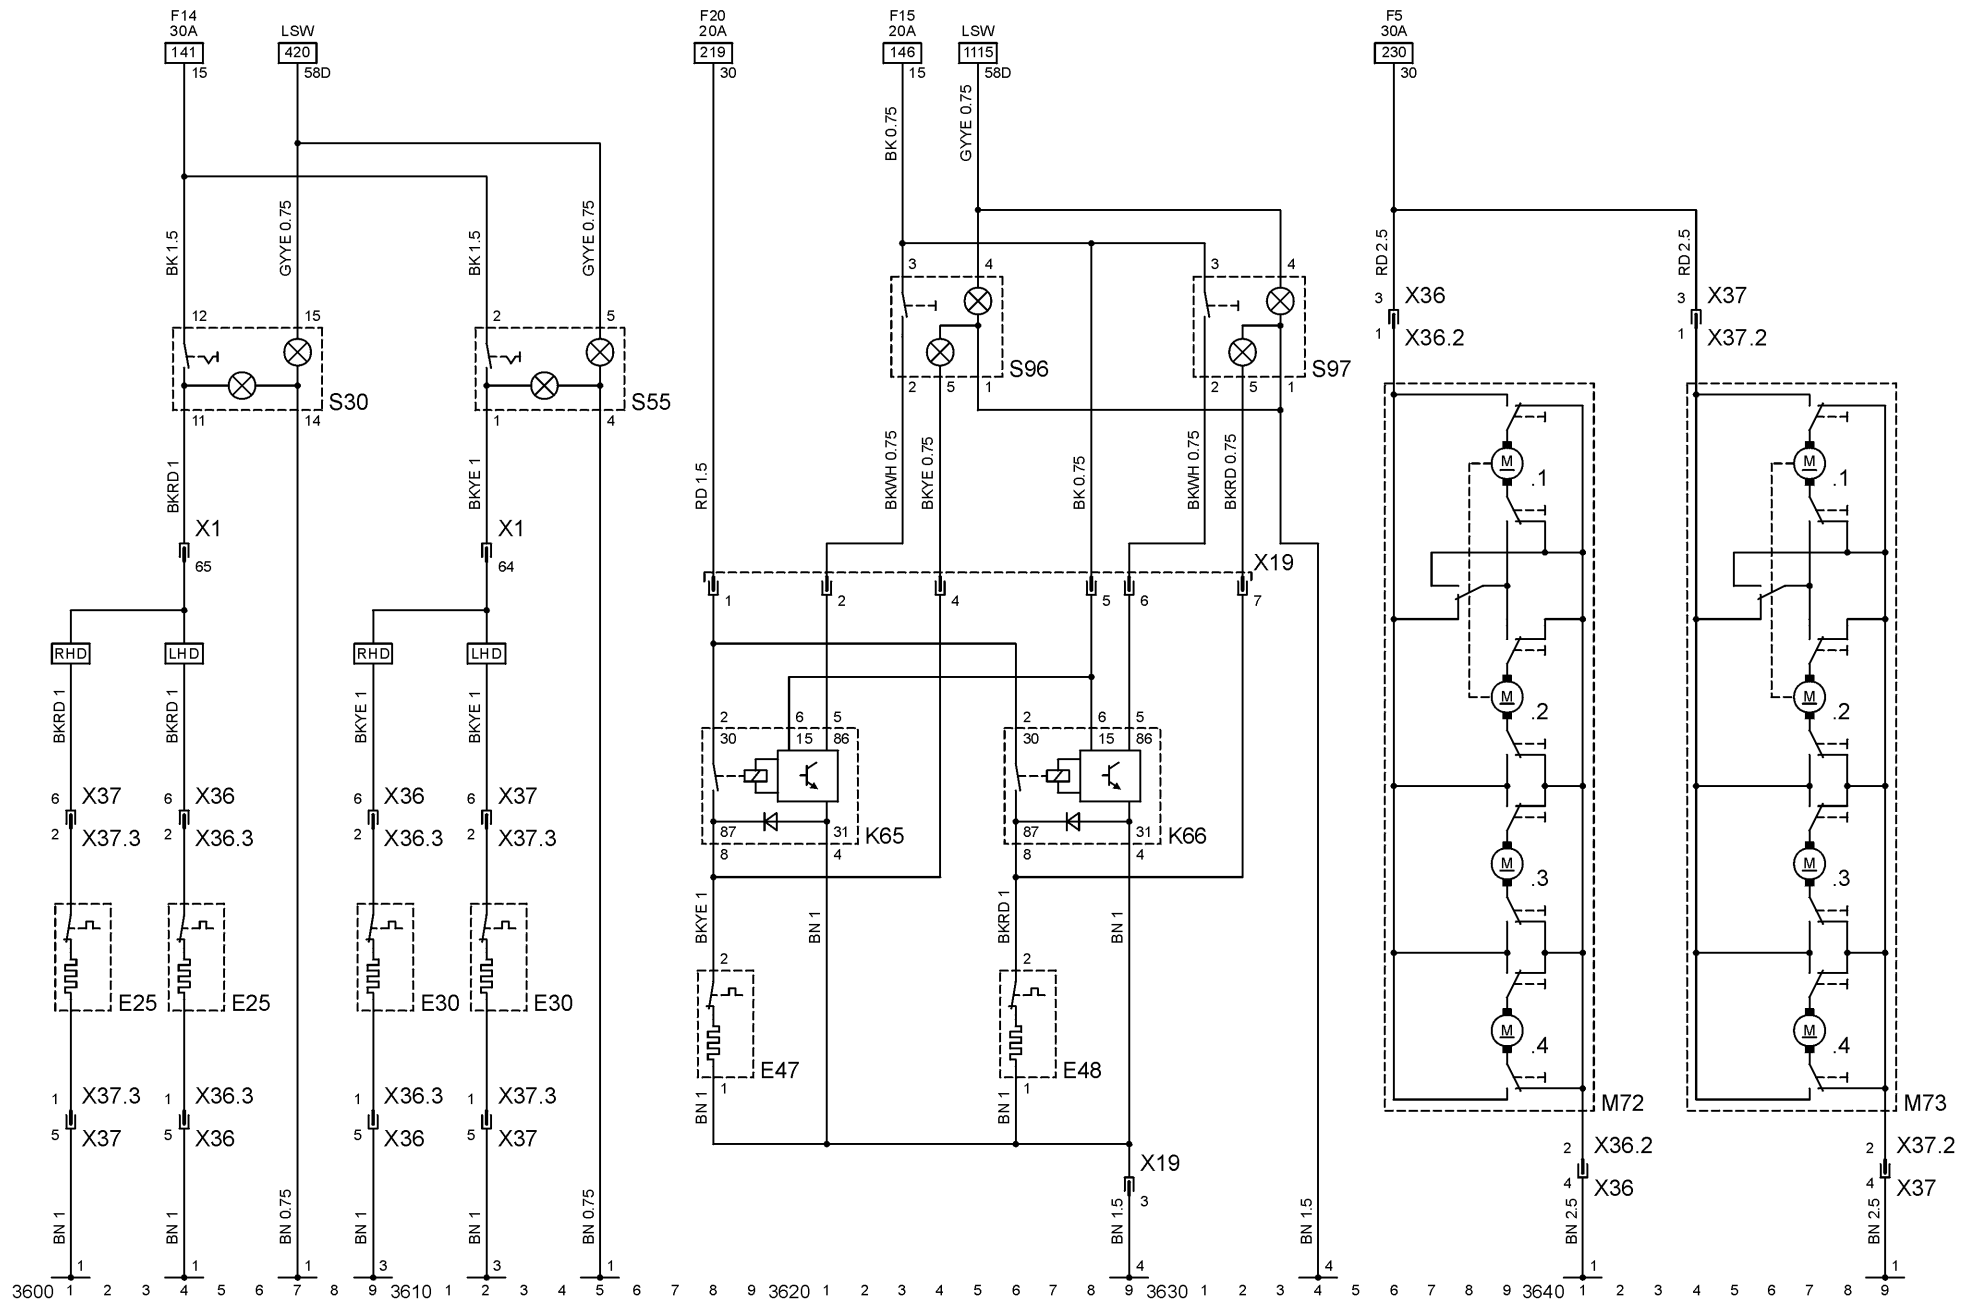 F14
30A
141
15
LSW
420
58D
F20
20A
219
30
F15
20A
146
15
LSW
1115
58D
F5
30A
230
30
BK 0.75
GYYE 0.75
BK 1.5
GYYE 0.75
BK 1.5
GYYE 0.75
RD 2.5
RD 2.5
3 4
3 4
3 X36
1 X36.2
3 X37
1 X37.2
12 15
2 5
S30
11 14
S55
1 4
S96
2 5 1
S97
2 5 1
BKRD 1
BKYE 1
RD 1.5
BKWH 0.75
BKYE 0.75
BK 0.75
BKWH 0.75
BKRD 0.75
M
.1
M
.1
X1
65
X1
64
X19
1 2 4 5 6 7
RHD
LHD
RHD
LHD
BKRD 1
BKRD 1
BKYE 1
BKYE 1
2 6 5
30 15 86
2 6 5
30 15 86
M
.2
M
.2
6 X37
2 X37.3
6 X36
2 X36.3
6 X36
2 X36.3
6 X37
2 X37.3
87 31
K65
8 4
87 31
K66
8 4
M
.3
M
.3
BKYE 1
BN 1
BKRD 1
BN 1
2
2
E25
E25
E30
E30
E47
1
E48
1
M
.4
M
.4
BN 1
BN 1
M72
M73
1 X37.3
5 X37
1 X36.3
5 X36
1 X36.3
5 X36
1 X37.3
5 X37
2 X36.2
4 X36
2 X37.2
4 X37
X19
3
BN 1
BN 1
BN 0.75
BN 1
BN 1
BN 0.75
BN 1.5
BN 1.5
BN 2.5
BN 2.5
1 1 1 3 3 1 4 4 1 1
3600 1 2 3 4 5 6 7 8 9 3610 1 2 3 4 5 6 7 8 9 3620 1 2 3 4 5 6 7 8 9 3630 1 2 3 4 5 6 7 8 9 3640 1 2 3 4 5 6 7 8 9